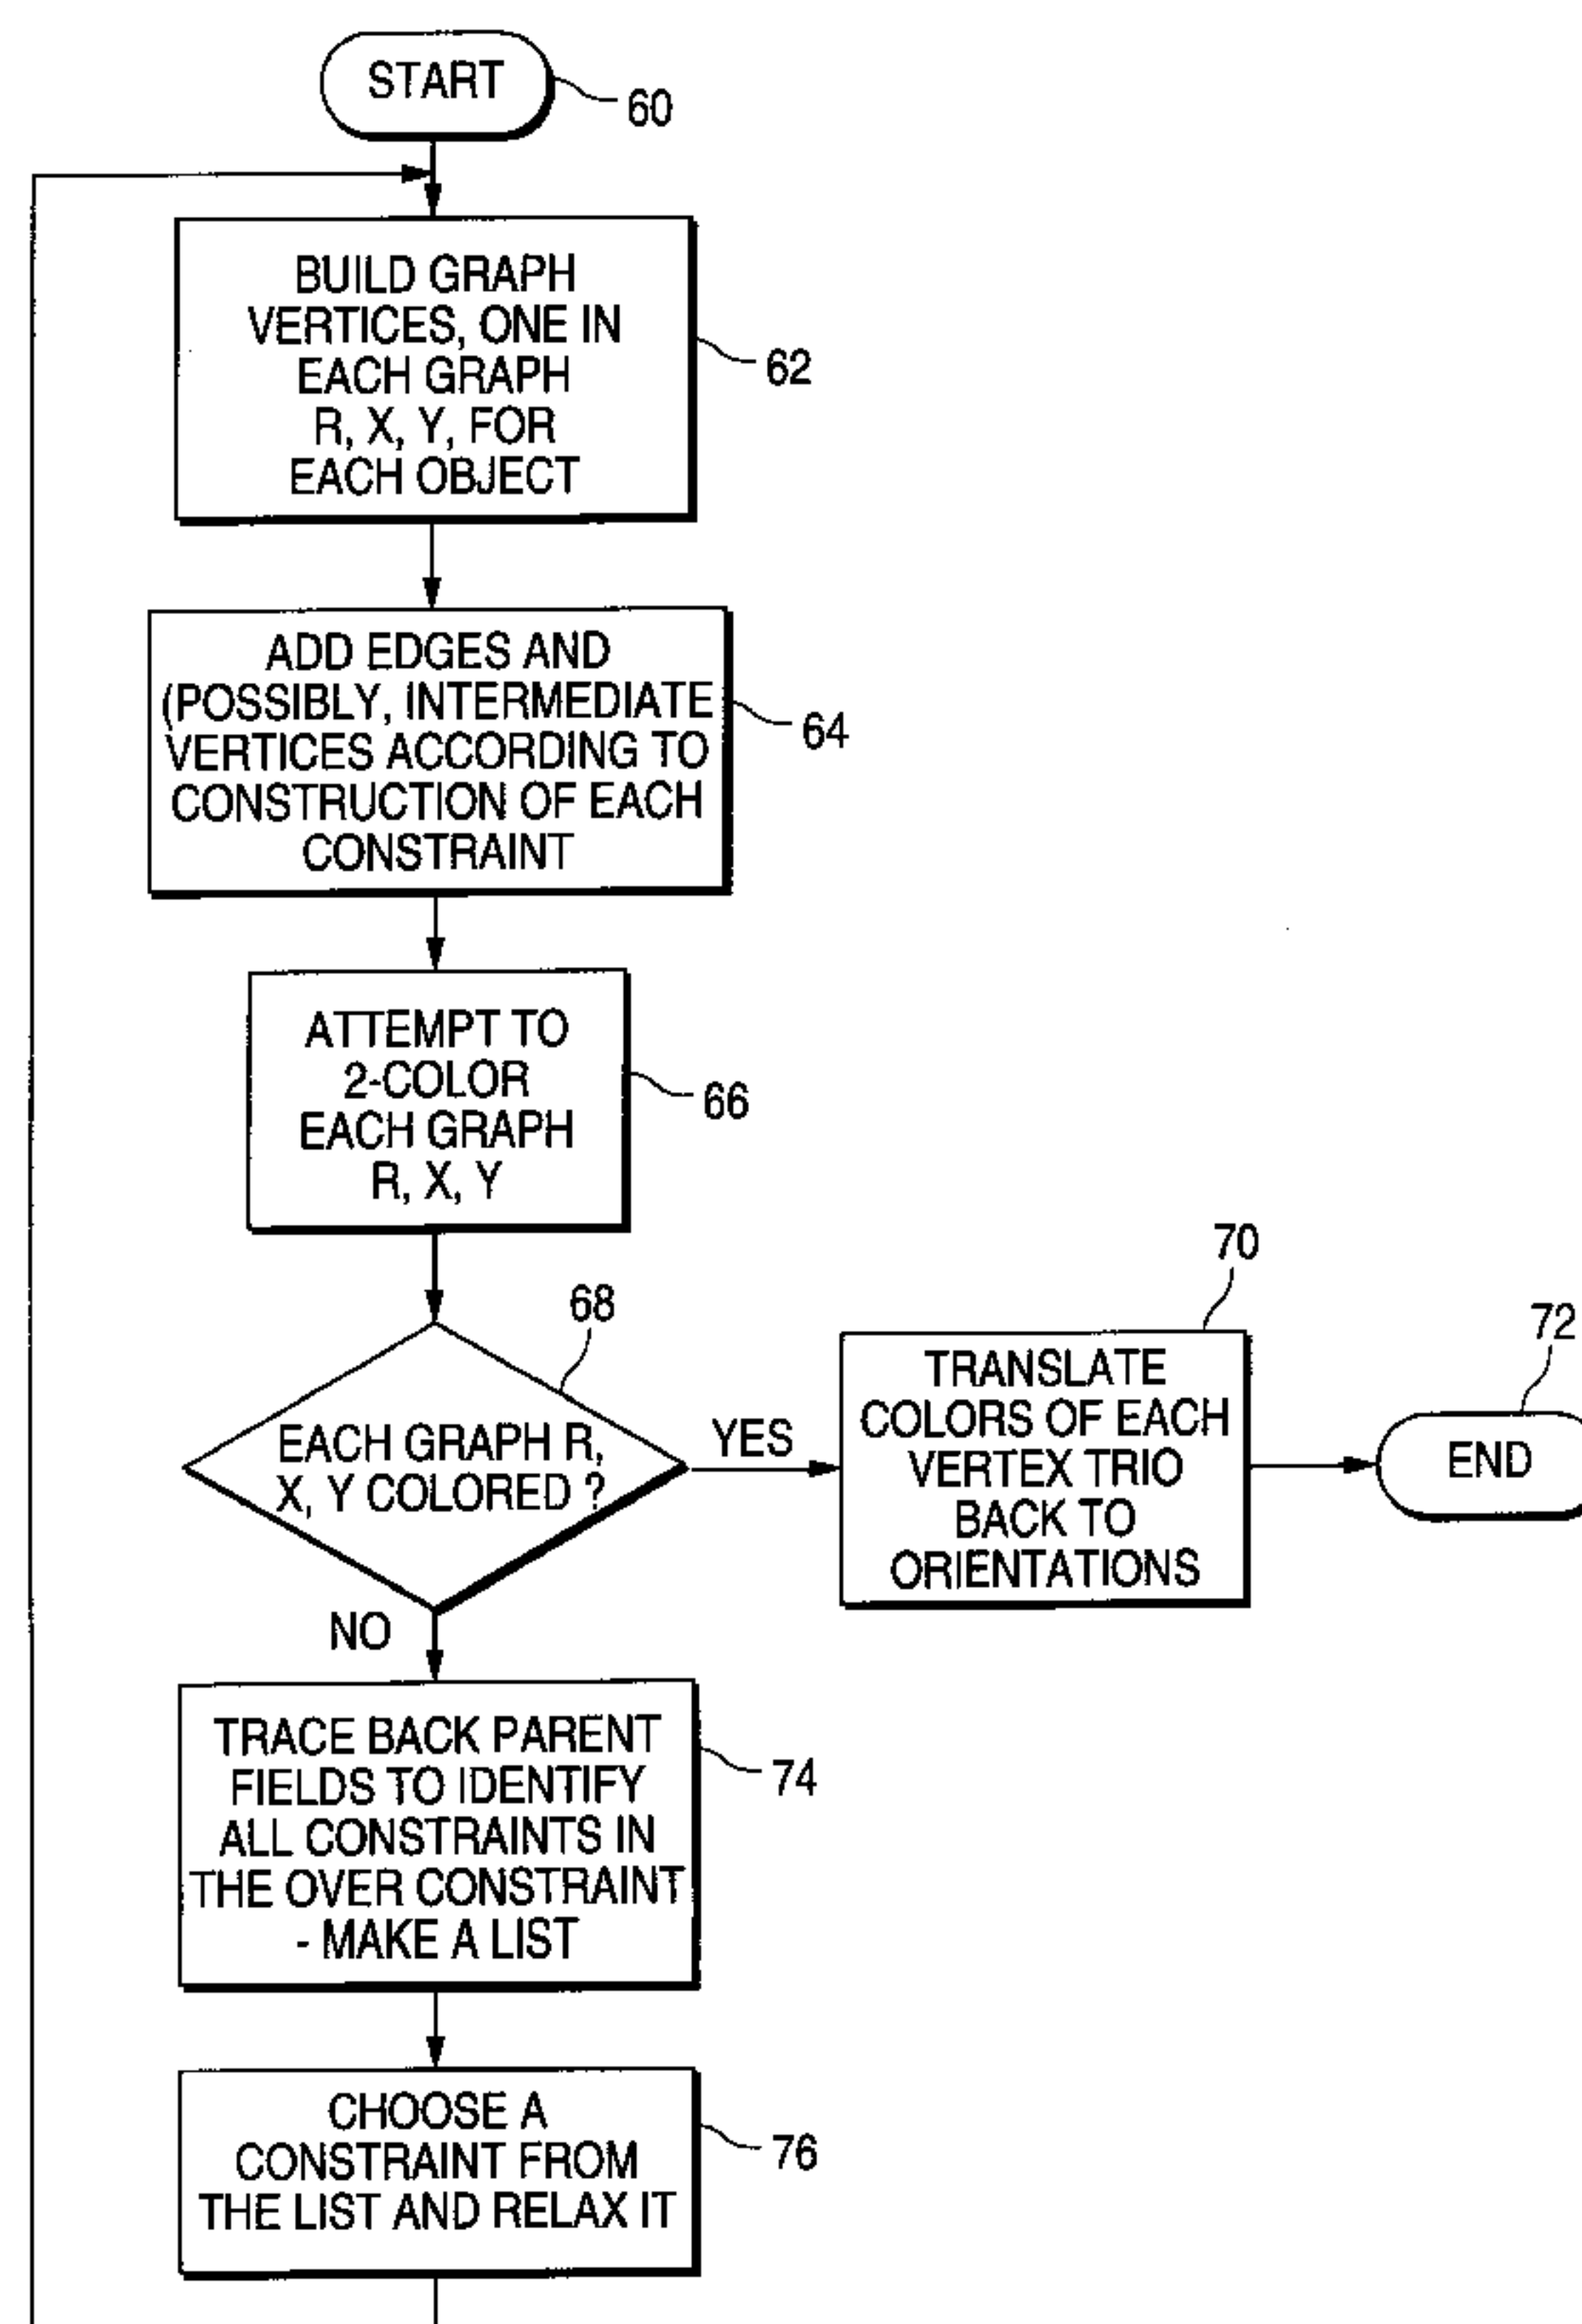 START
60
BUILD GRAPH
VERTICES, ONE IN
EACH GRAPH
R, X, Y, FOR
EACH OBJECT
62
ADD EDGES AND
(POSSIBLY, INTERMEDIATE
VERTICES ACCORDING TO
CONSTRUCTION OF EACH
CONSTRAINT
64
ATTEMPT TO
2-COLOR
EACH GRAPH
R, X, Y
66
68
EACH GRAPH R,
X, Y COLORED ?
YES
70
TRANSLATE
COLORS OF EACH
VERTEX TRIO
BACK TO
ORIENTATIONS
72
END
NO
TRACE BACK PARENT
FIELDS TO IDENTIFY
ALL CONSTRAINTS IN
THE OVER CONSTRAINT
- MAKE A LIST
74
CHOOSE A
CONSTRAINT FROM
THE LIST AND RELAX IT
76